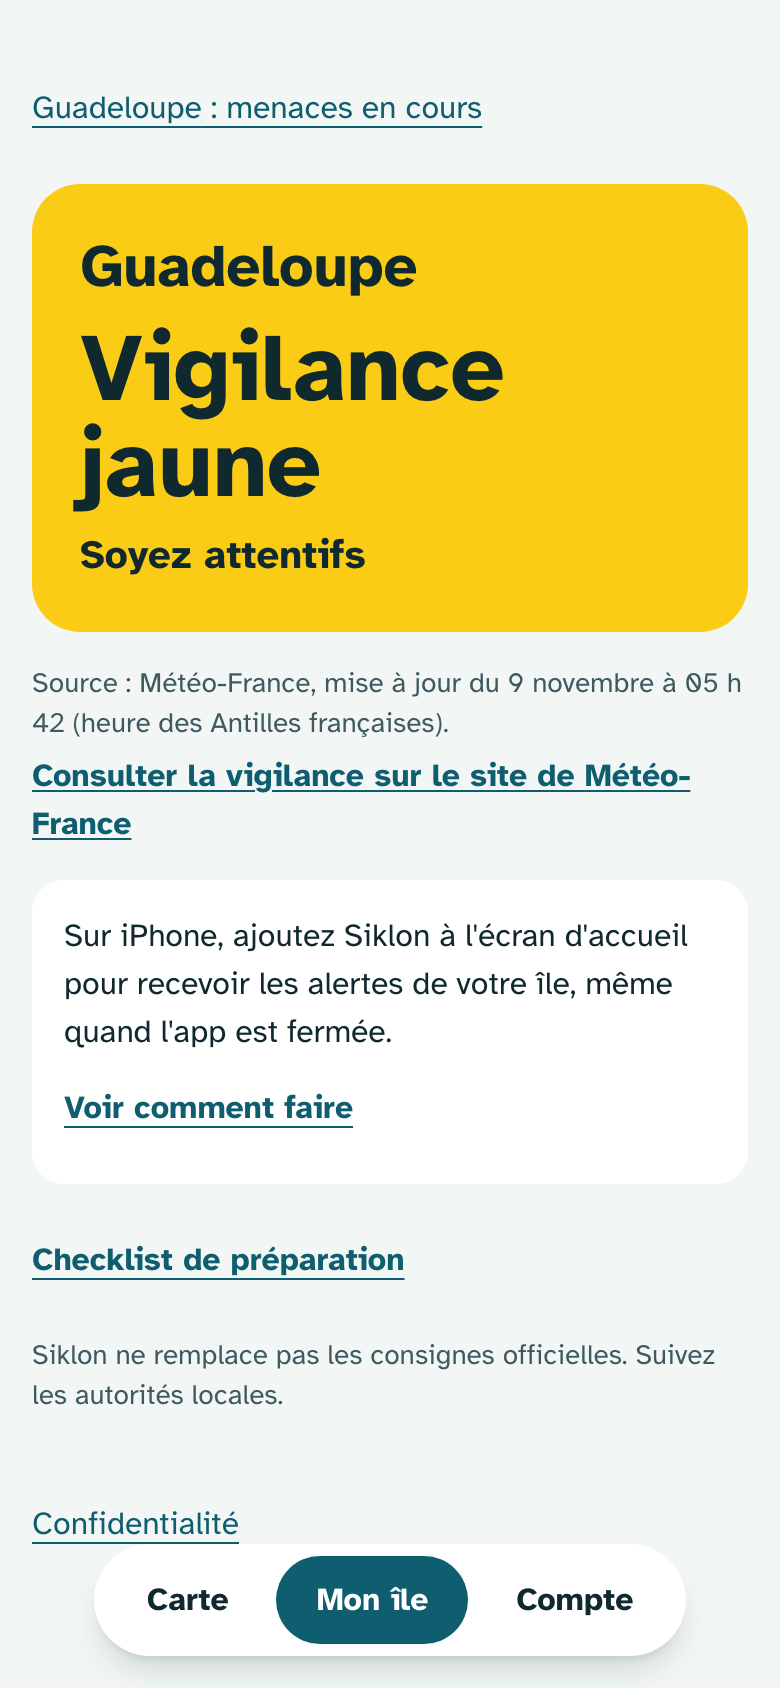 Guadeloupe : menaces en cours
Guadeloupe
Vigilance
jaune
Soyez attentifs
Source : Météo-France, mise à jour du 9 novembre à 05 h
42 (heure des Antilles françaises).
Consulter la vigilance sur le site de Météo-
France
Sur iPhone, ajoutez Siklon à l'écran d'accueil
pour recevoir les alertes de votre île, même
quand l'app est fermée.
Voir comment faire
Checklist de préparation
Siklon ne remplace pas les consignes officielles. Suivez
les autorités locales.
Confidentialité
Carte
Mon île
Compte